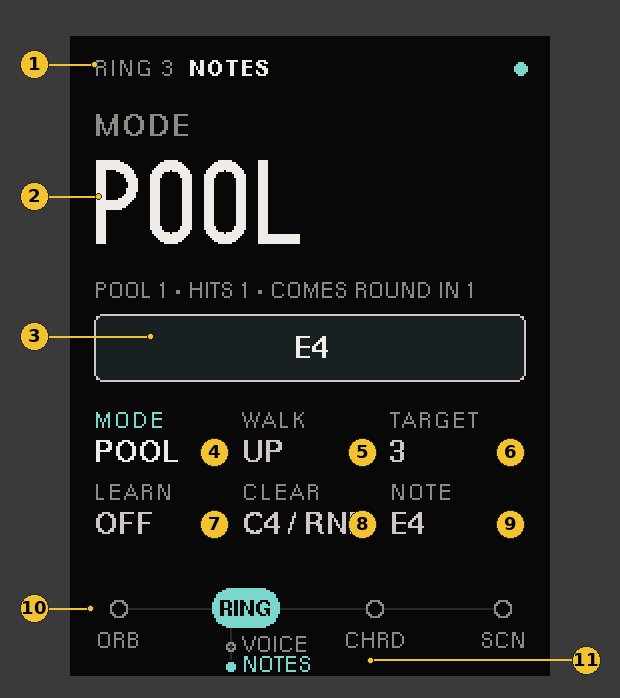 1 RING 3 NOTES
MODE
2 POOL
POOL 1 · HITS 1 · COMES ROUND IN 1
3 E4
MODE WALK TARGET
POOL 4 UP 5 3 6
LEARN CLEAR NOTE
OFF 7 C4 / RN 8 E4 9
10 RING
ORB VOICE CHRD SCN
NOTES 11